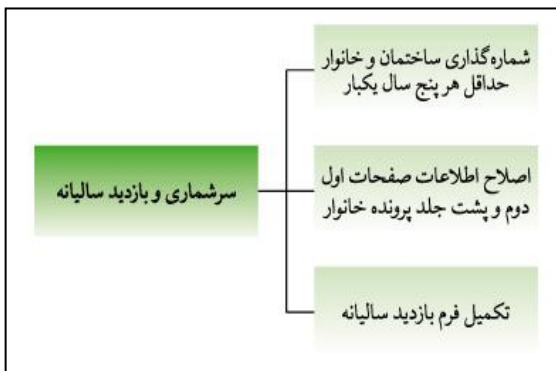 شماره‌گذاری ساختمان و خانوار
حداقل هر پنج سال یکبار
سرشماری و بازدید سالیانه
اصلاح اطلاعات صفحات اول
دوم و پشت جلد پرونده خانوار
تکمیل فرم بازدید سالیانه